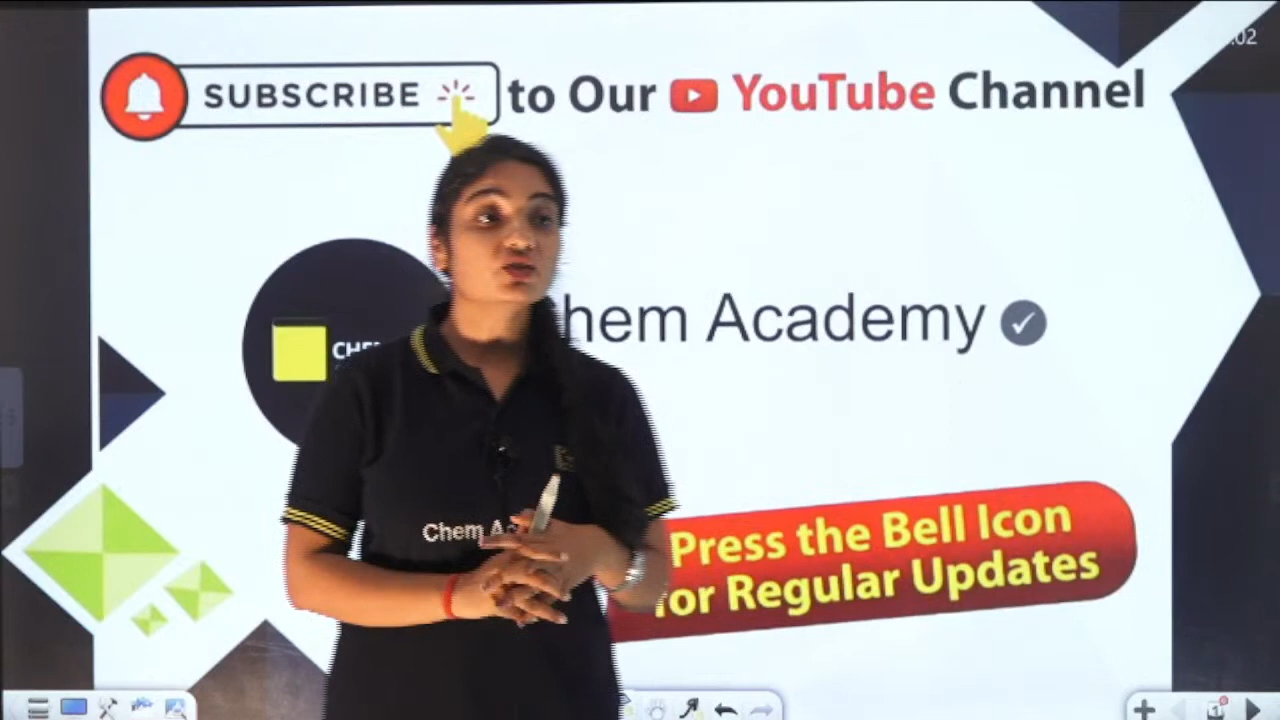 SUBSCRIBE to Our YouTube Channel
hem Academy
Press the Bell Icon
for Regular Updates
Chem